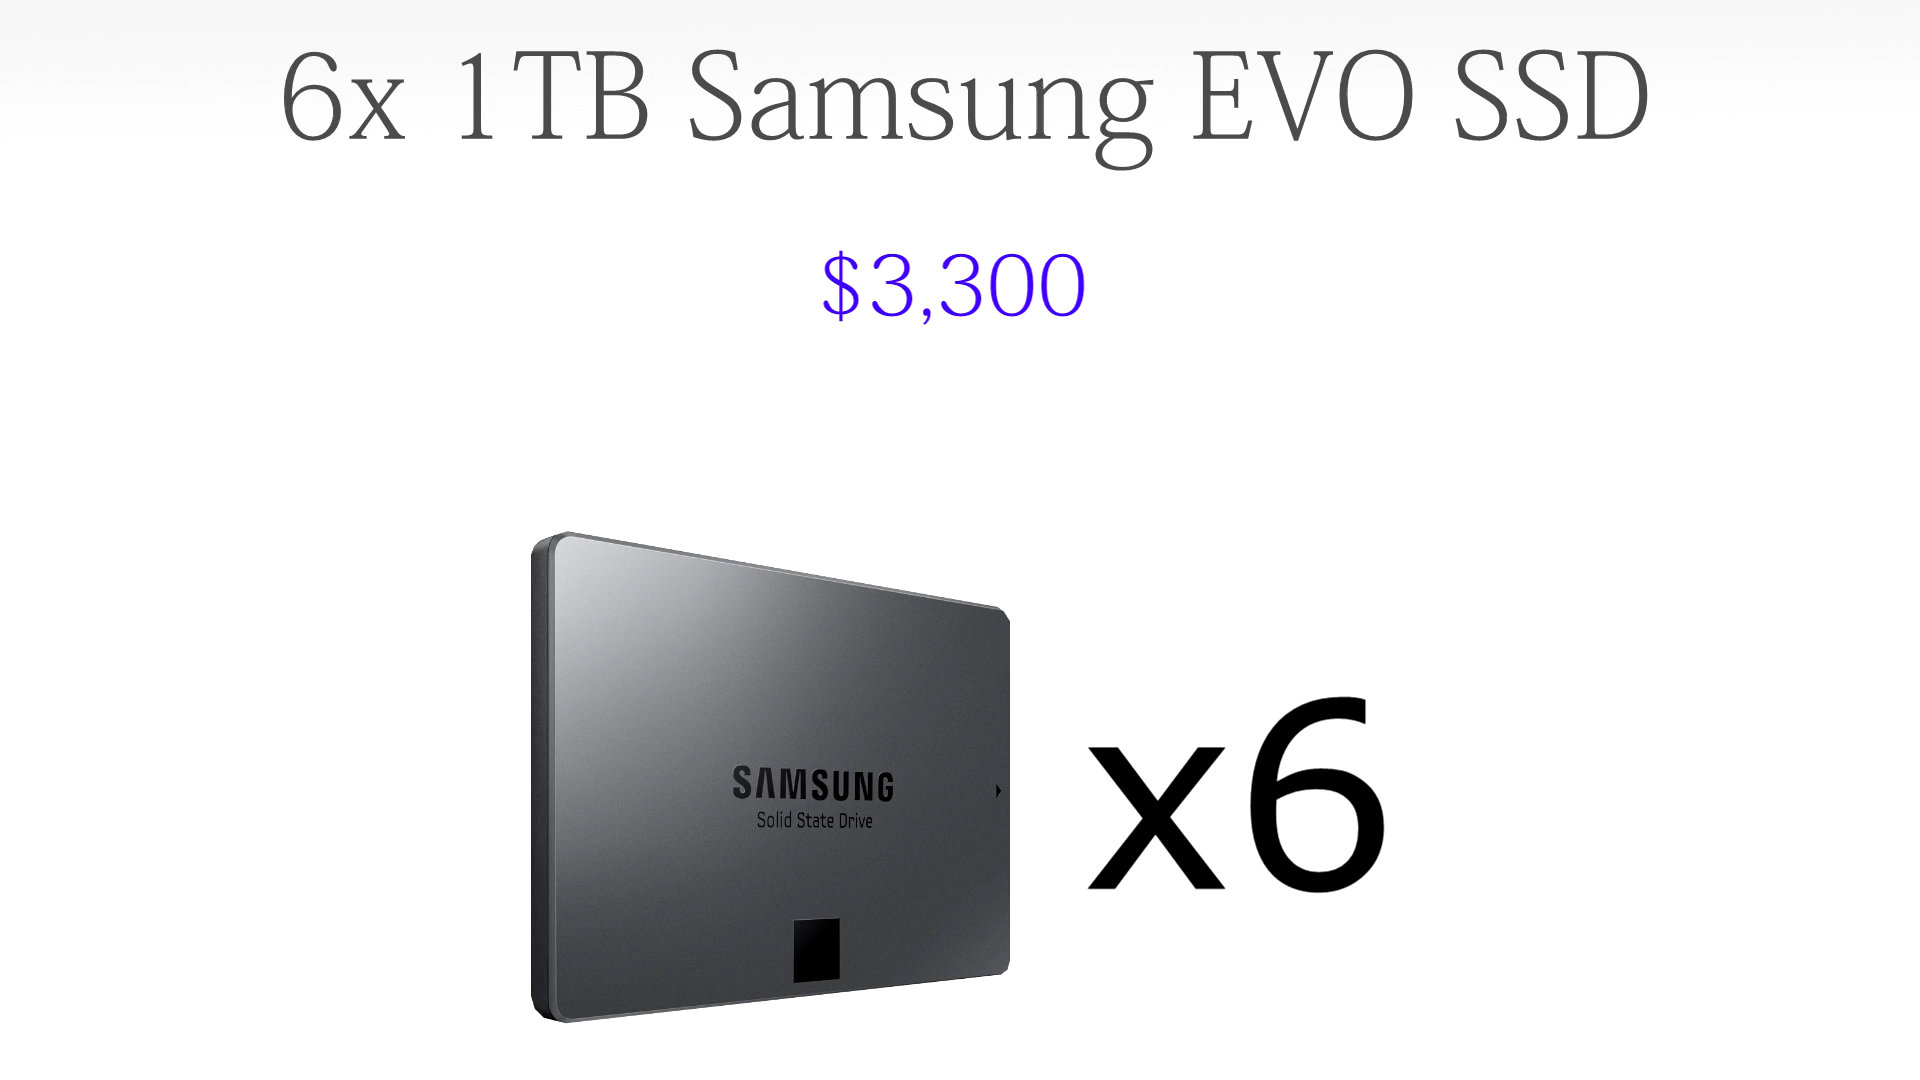 6x 1TB Samsung EVO SSD
$3,300
SAMSUNG
Solid State Drive
x6